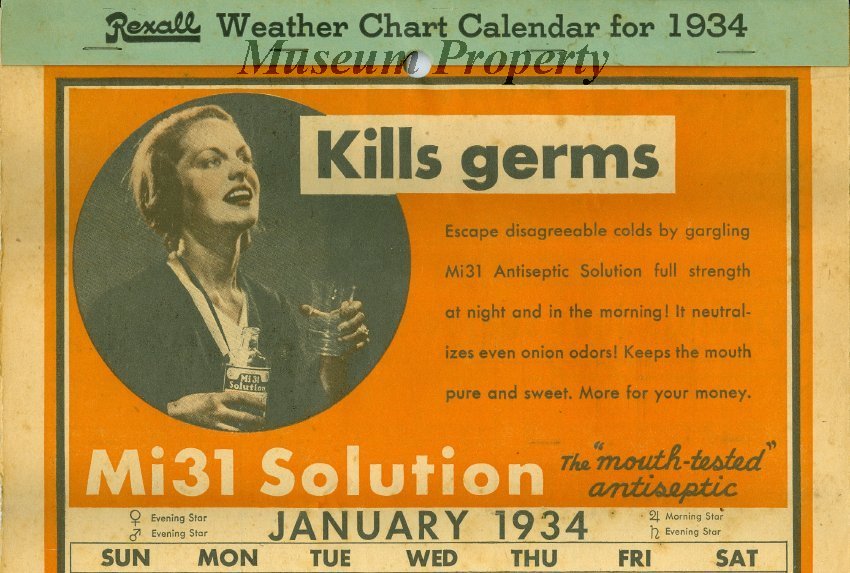 Rexall Weather Chart Calendar for 1934
Museum Property
Kills germs
Escape disagreeable colds by gargling
Mi31 Antiseptic Solution full strength
at night and in the morning! It neutral-
izes even onion odors! Keeps the mouth
pure and sweet. More for your money.
Mi31
Solution
Mi31 Solution
The "mouth-tested"
antiseptic
♀ Evening Star
♂ Evening Star
JANUARY 1934
♃ Morning Star
♄ Evening Star
SUN MON TUE WED THU FRI SAT